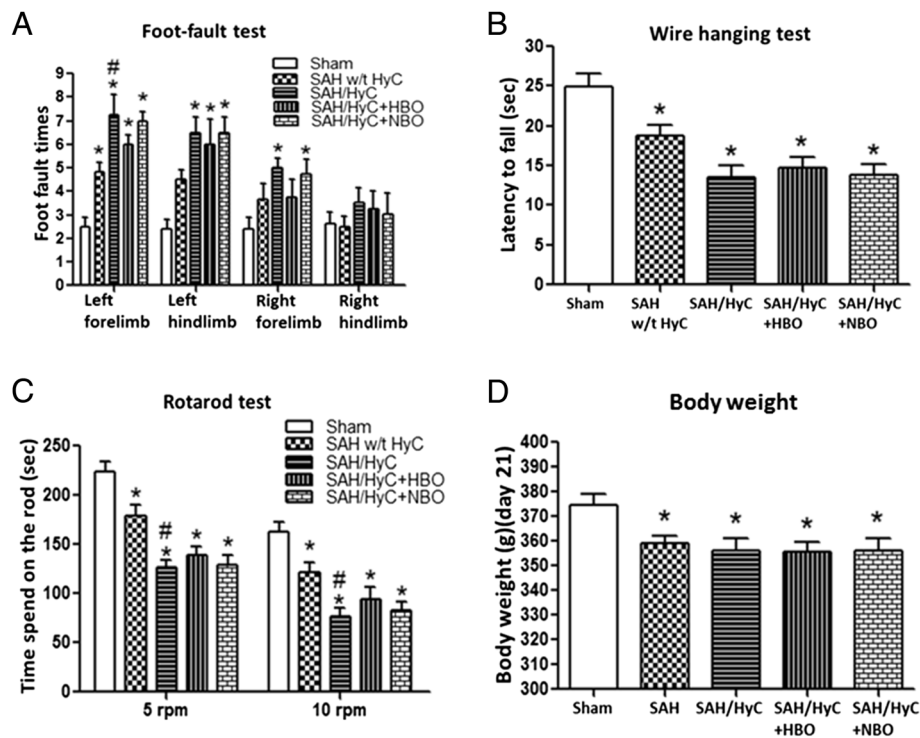 A
Foot-fault test
Sham
SAH w/t HyC
SAH/HyC
SAH/HyC+HBO
SAH/HyC+NBO
Foot fault times
9
8
7
6
5
4
3
2
1
0
#
*
*
*
*
*
*
*
*
*
Left forelimb
Left hindlimb
Right forelimb
Right hindlimb
B
Wire hanging test
Latency to fall (sec)
30
25
20
15
10
5
0
*
*
*
*
Sham
SAH w/t HyC
SAH/HyC
SAH/HyC +HBO
SAH/HyC +NBO
C
Rotarod test
Sham
SAH w/t HyC
SAH/HyC
SAH/HyC+HBO
SAH/HyC+NBO
Time spend on the rod (sec)
250
200
150
100
50
0
*
#
*
*
*
*
#
*
*
*
5 rpm
10 rpm
D
Body weight
Body weight (g)(day 21)
400
390
380
370
360
350
340
330
320
310
300
*
*
*
*
Sham
SAH
SAH/HyC
SAH/HyC +HBO
SAH/HyC +NBO